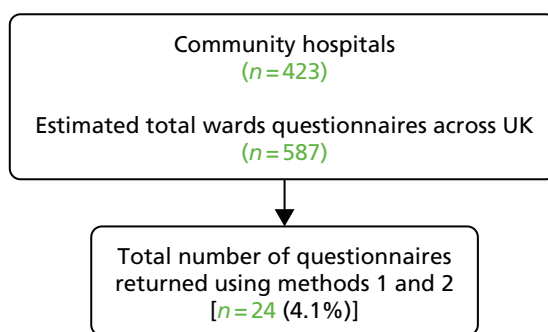 Community hospitals
(n=423)
Estimated total wards questionnaires across UK
(n=587)
Total number of questionnaires
returned using methods 1 and 2
[n=24 (4.1%)]